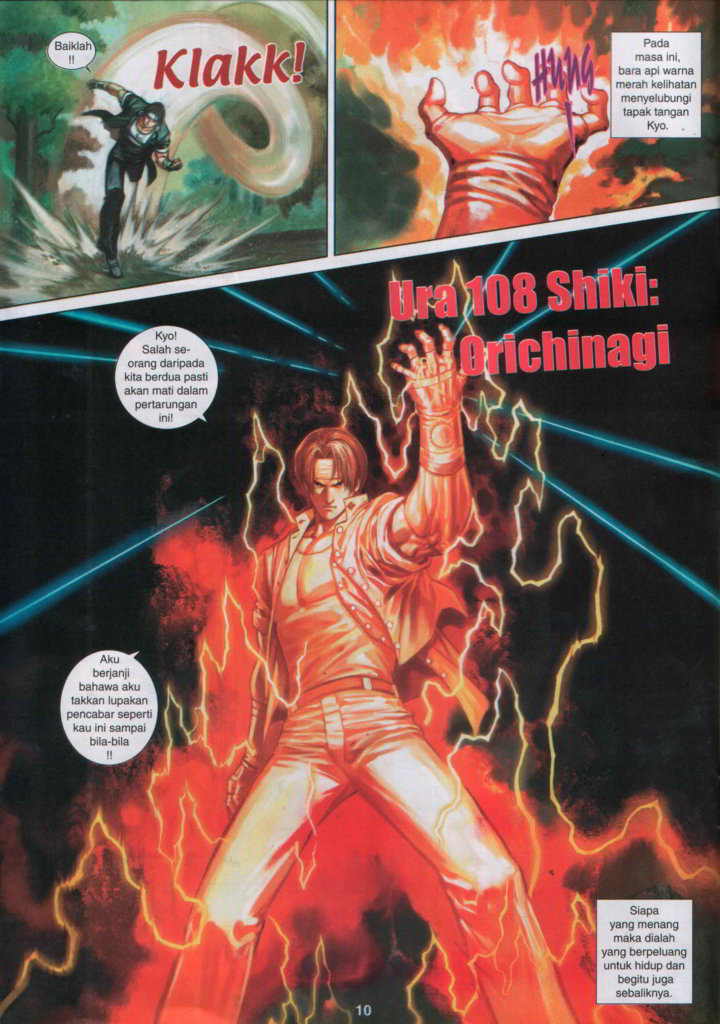 Baiklah
!!
Klakk!
HUNG
Pada
masa ini,
bara api warna
merah kelihatan
menyelubungi
tapak tangan
Kyo.
Ura 108 Shiki:
Orichinagi
Kyo!
Salah se-
orang daripada
kita berdua pasti
akan mati dalam
pertarungan
ini!
Aku
berjanji
bahawa aku
takkan lupakan
pencabar seperti
kau ini sampai
bila-bila
!!
Siapa
yang menang
maka dialah
yang berpeluang
untuk hidup dan
begitu juga
sebaliknya.
10